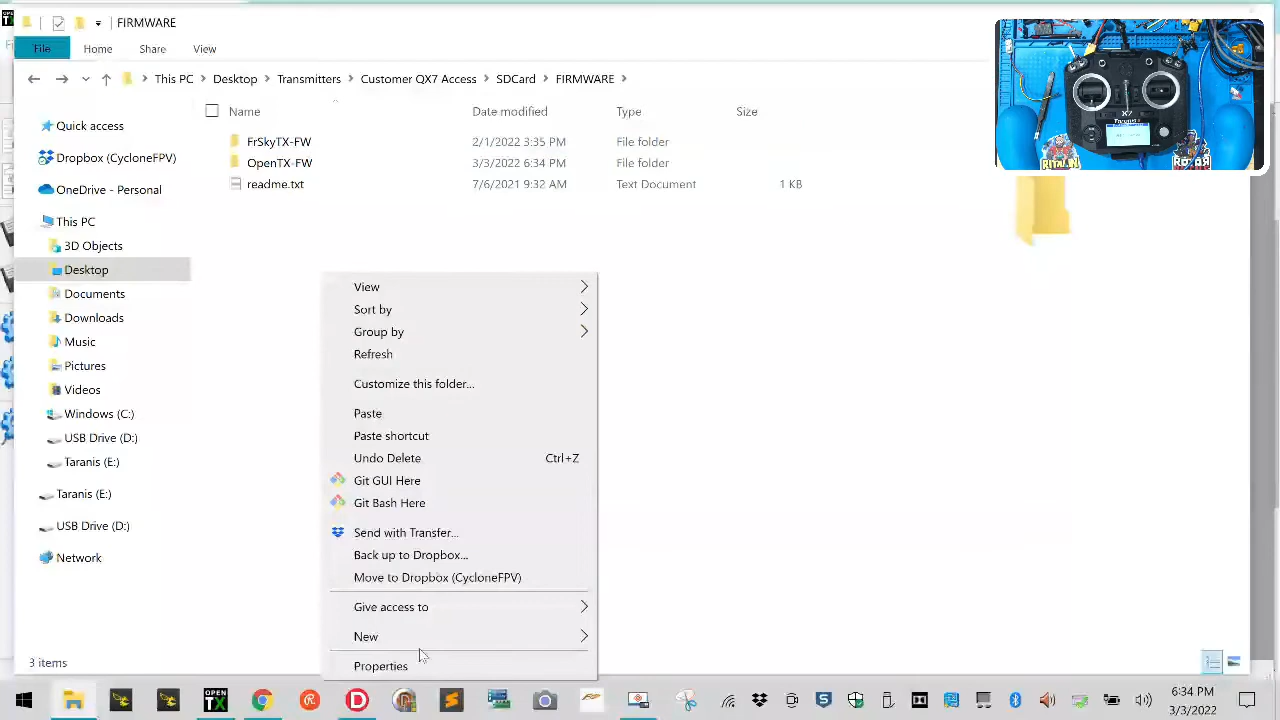 FIRMWARE
File Home Share View
This PC Desktop Transmitters Customer QX7 Access SDCard FIRMWARE
Name Date modified Type Size
FrSkyTX-FW 2/1/2022 3:35 PM File folder
OpenTX-FW 3/3/2022 6:34 PM File folder
readme.txt 7/6/2021 9:32 AM Text Document 1 KB
Quick access
Dropbox (CycloneFPV)
OneDrive - Personal
This PC
3D Objects
Desktop
Documents
Downloads
Music
Pictures
Videos
Windows (C:)
USB Drive (D:)
Taranis (E:)
Taranis (E:)
USB Drive (D:)
Network
View
Sort by
Group by
Refresh
Customize this folder...
Paste
Paste shortcut
Undo Delete Ctrl+Z
Git GUI Here
Git Bash Here
Send with Transfer...
Back up to Dropbox...
Move to Dropbox (CycloneFPV)
Give access to
New
Properties
3 items
X7
Taranis
OPEN
TX
6:34 PM
3/3/2022